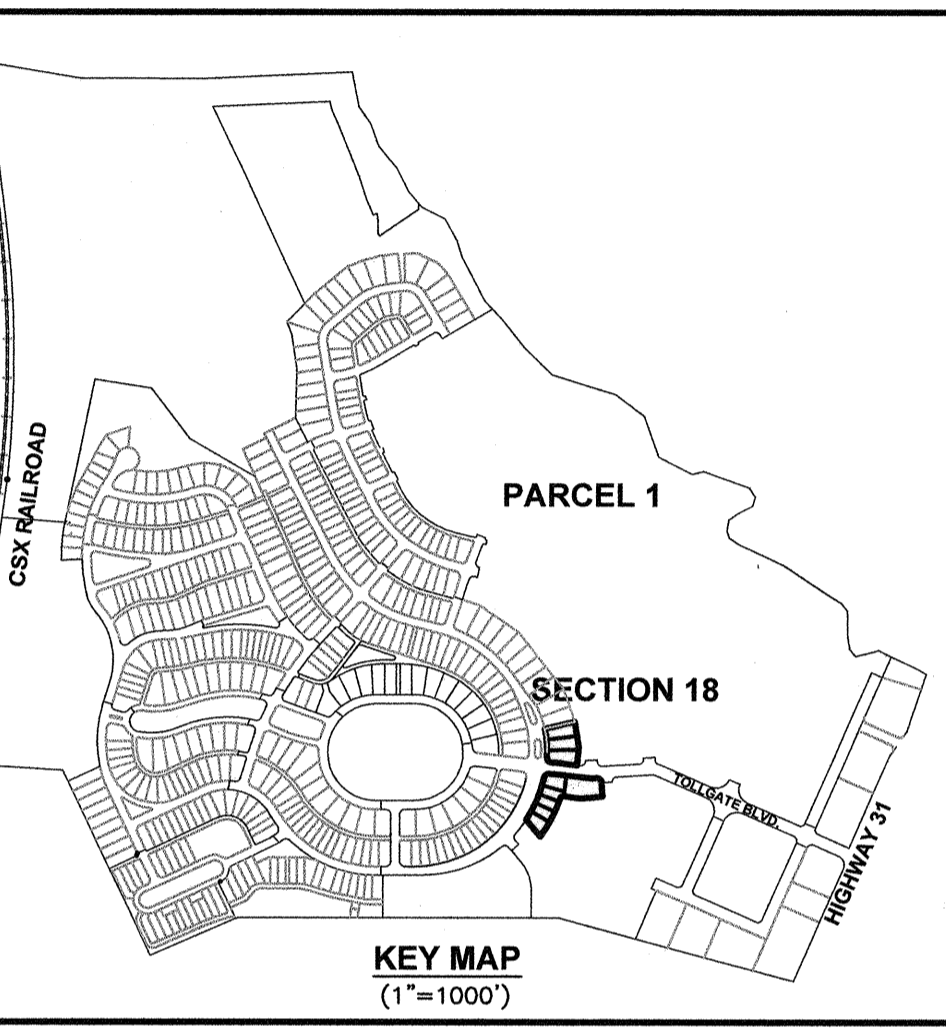 CSX RAILROAD
PARCEL 1
SECTION 18
TOLLGATE BLVD.
HIGHWAY 31
KEY MAP
(1"=1000')